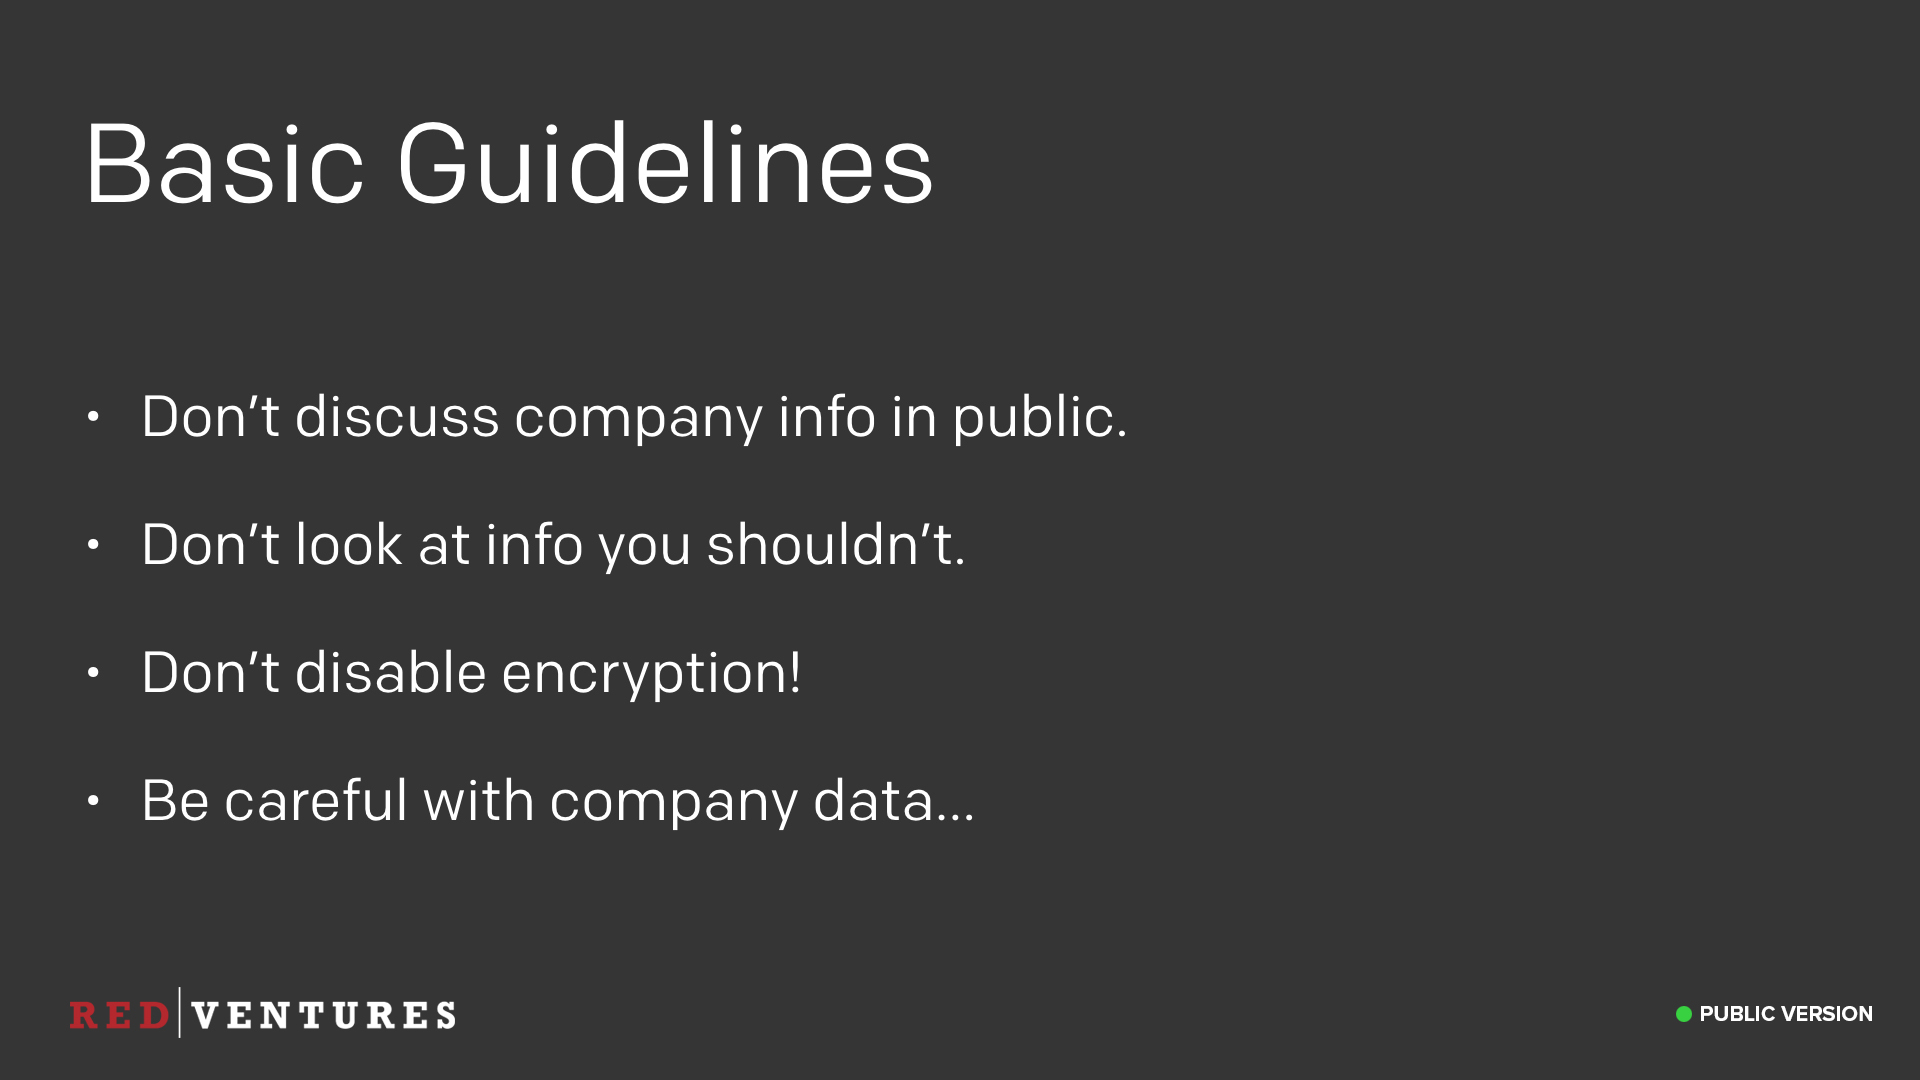 Basic Guidelines
• Don’t discuss company info in public.
• Don’t look at info you shouldn’t.
• Don’t disable encryption!
• Be careful with company data...
RED|VENTURES
PUBLIC VERSION